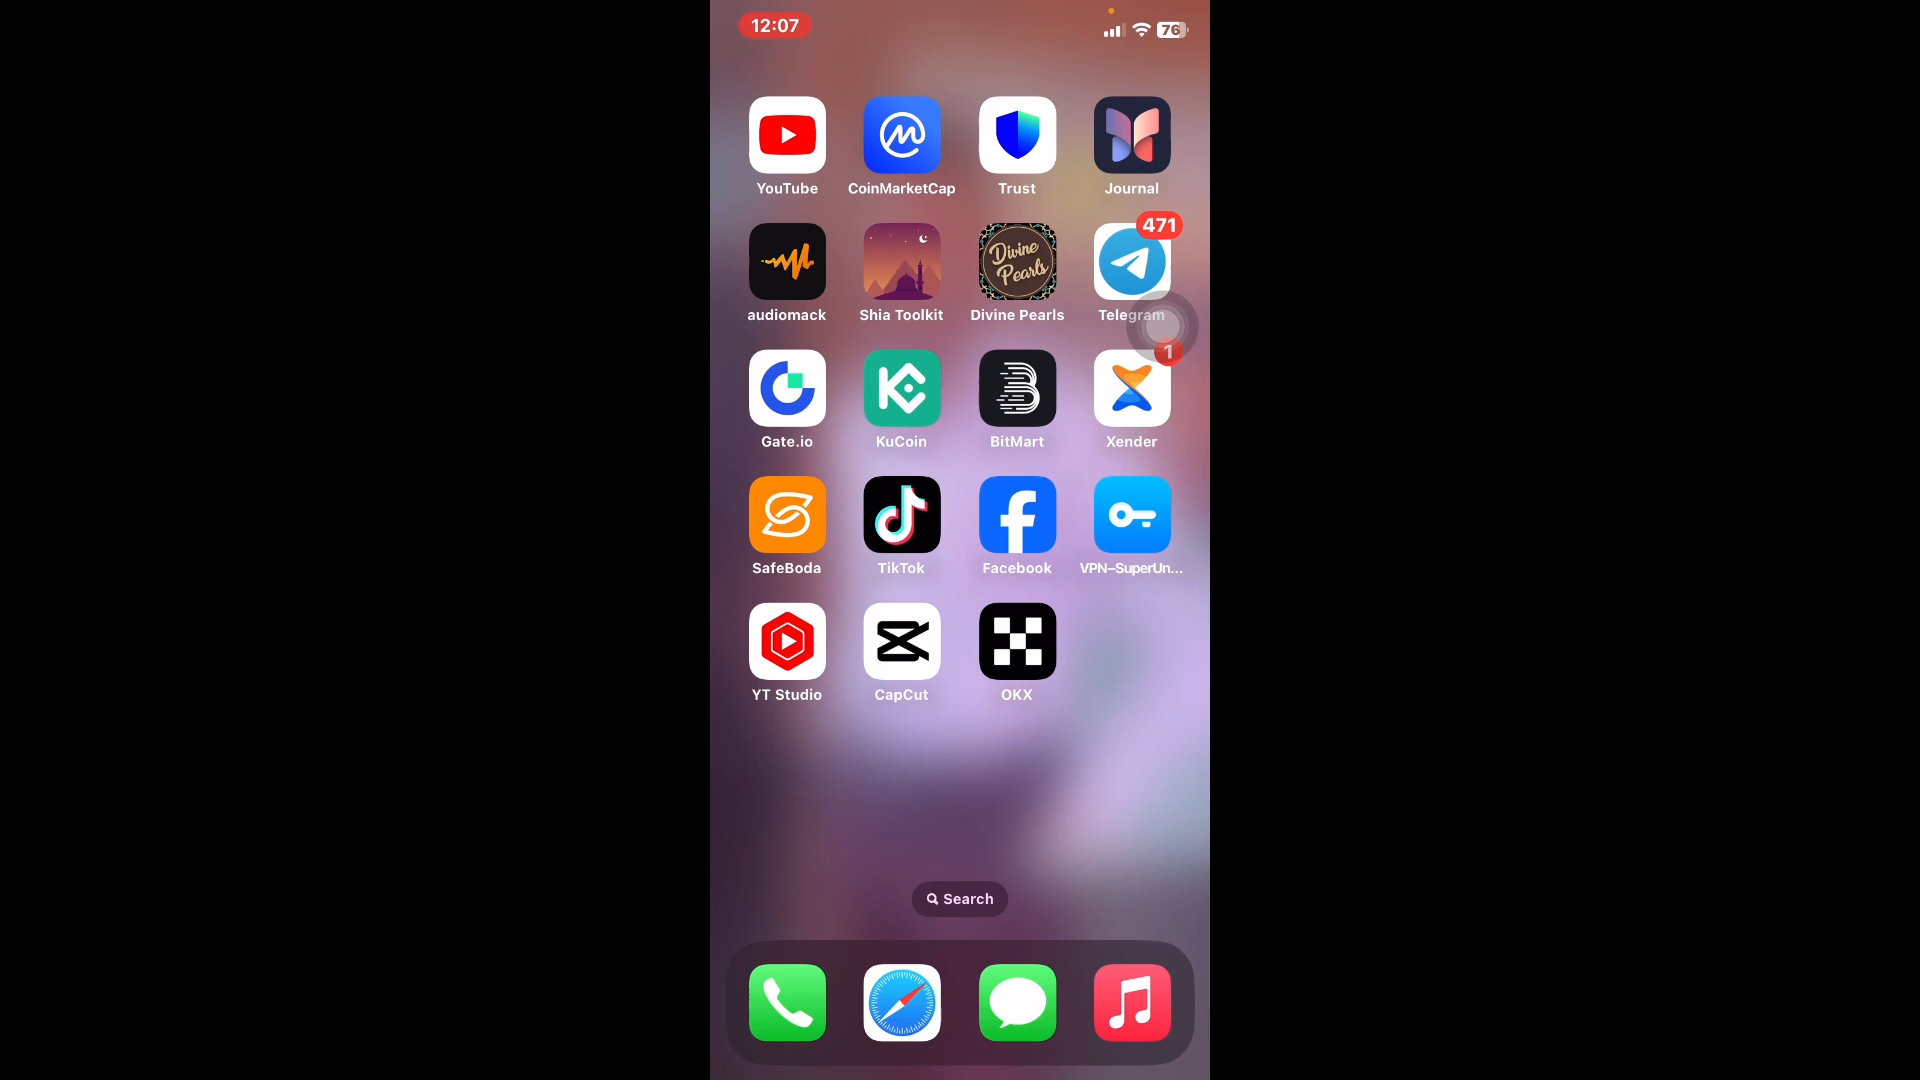 12:07
76
YouTube
CoinMarketCap
Trust
Journal
471
Divine
Pearls
audiomack
Shia Toolkit
Divine Pearls
Telegram
1
Gate.io
KuCoin
BitMart
Xender
SafeBoda
TikTok
Facebook
VPN–SuperUn...
YT Studio
CapCut
OKX
Search